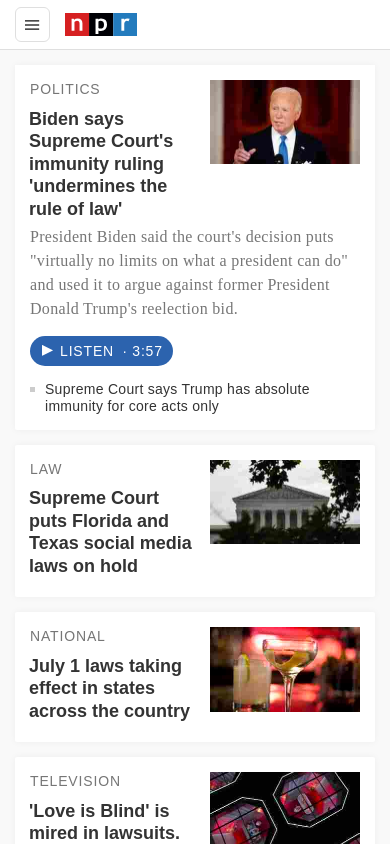 npr
POLITICS
Biden says
Supreme Court's
immunity ruling
'undermines the
rule of law'
President Biden said the court's decision puts
"virtually no limits on what a president can do"
and used it to argue against former President
Donald Trump's reelection bid.
LISTEN · 3:57
Supreme Court says Trump has absolute
immunity for core acts only
LAW
Supreme Court
puts Florida and
Texas social media
laws on hold
NATIONAL
July 1 laws taking
effect in states
across the country
TELEVISION
'Love is Blind' is
mired in lawsuits.